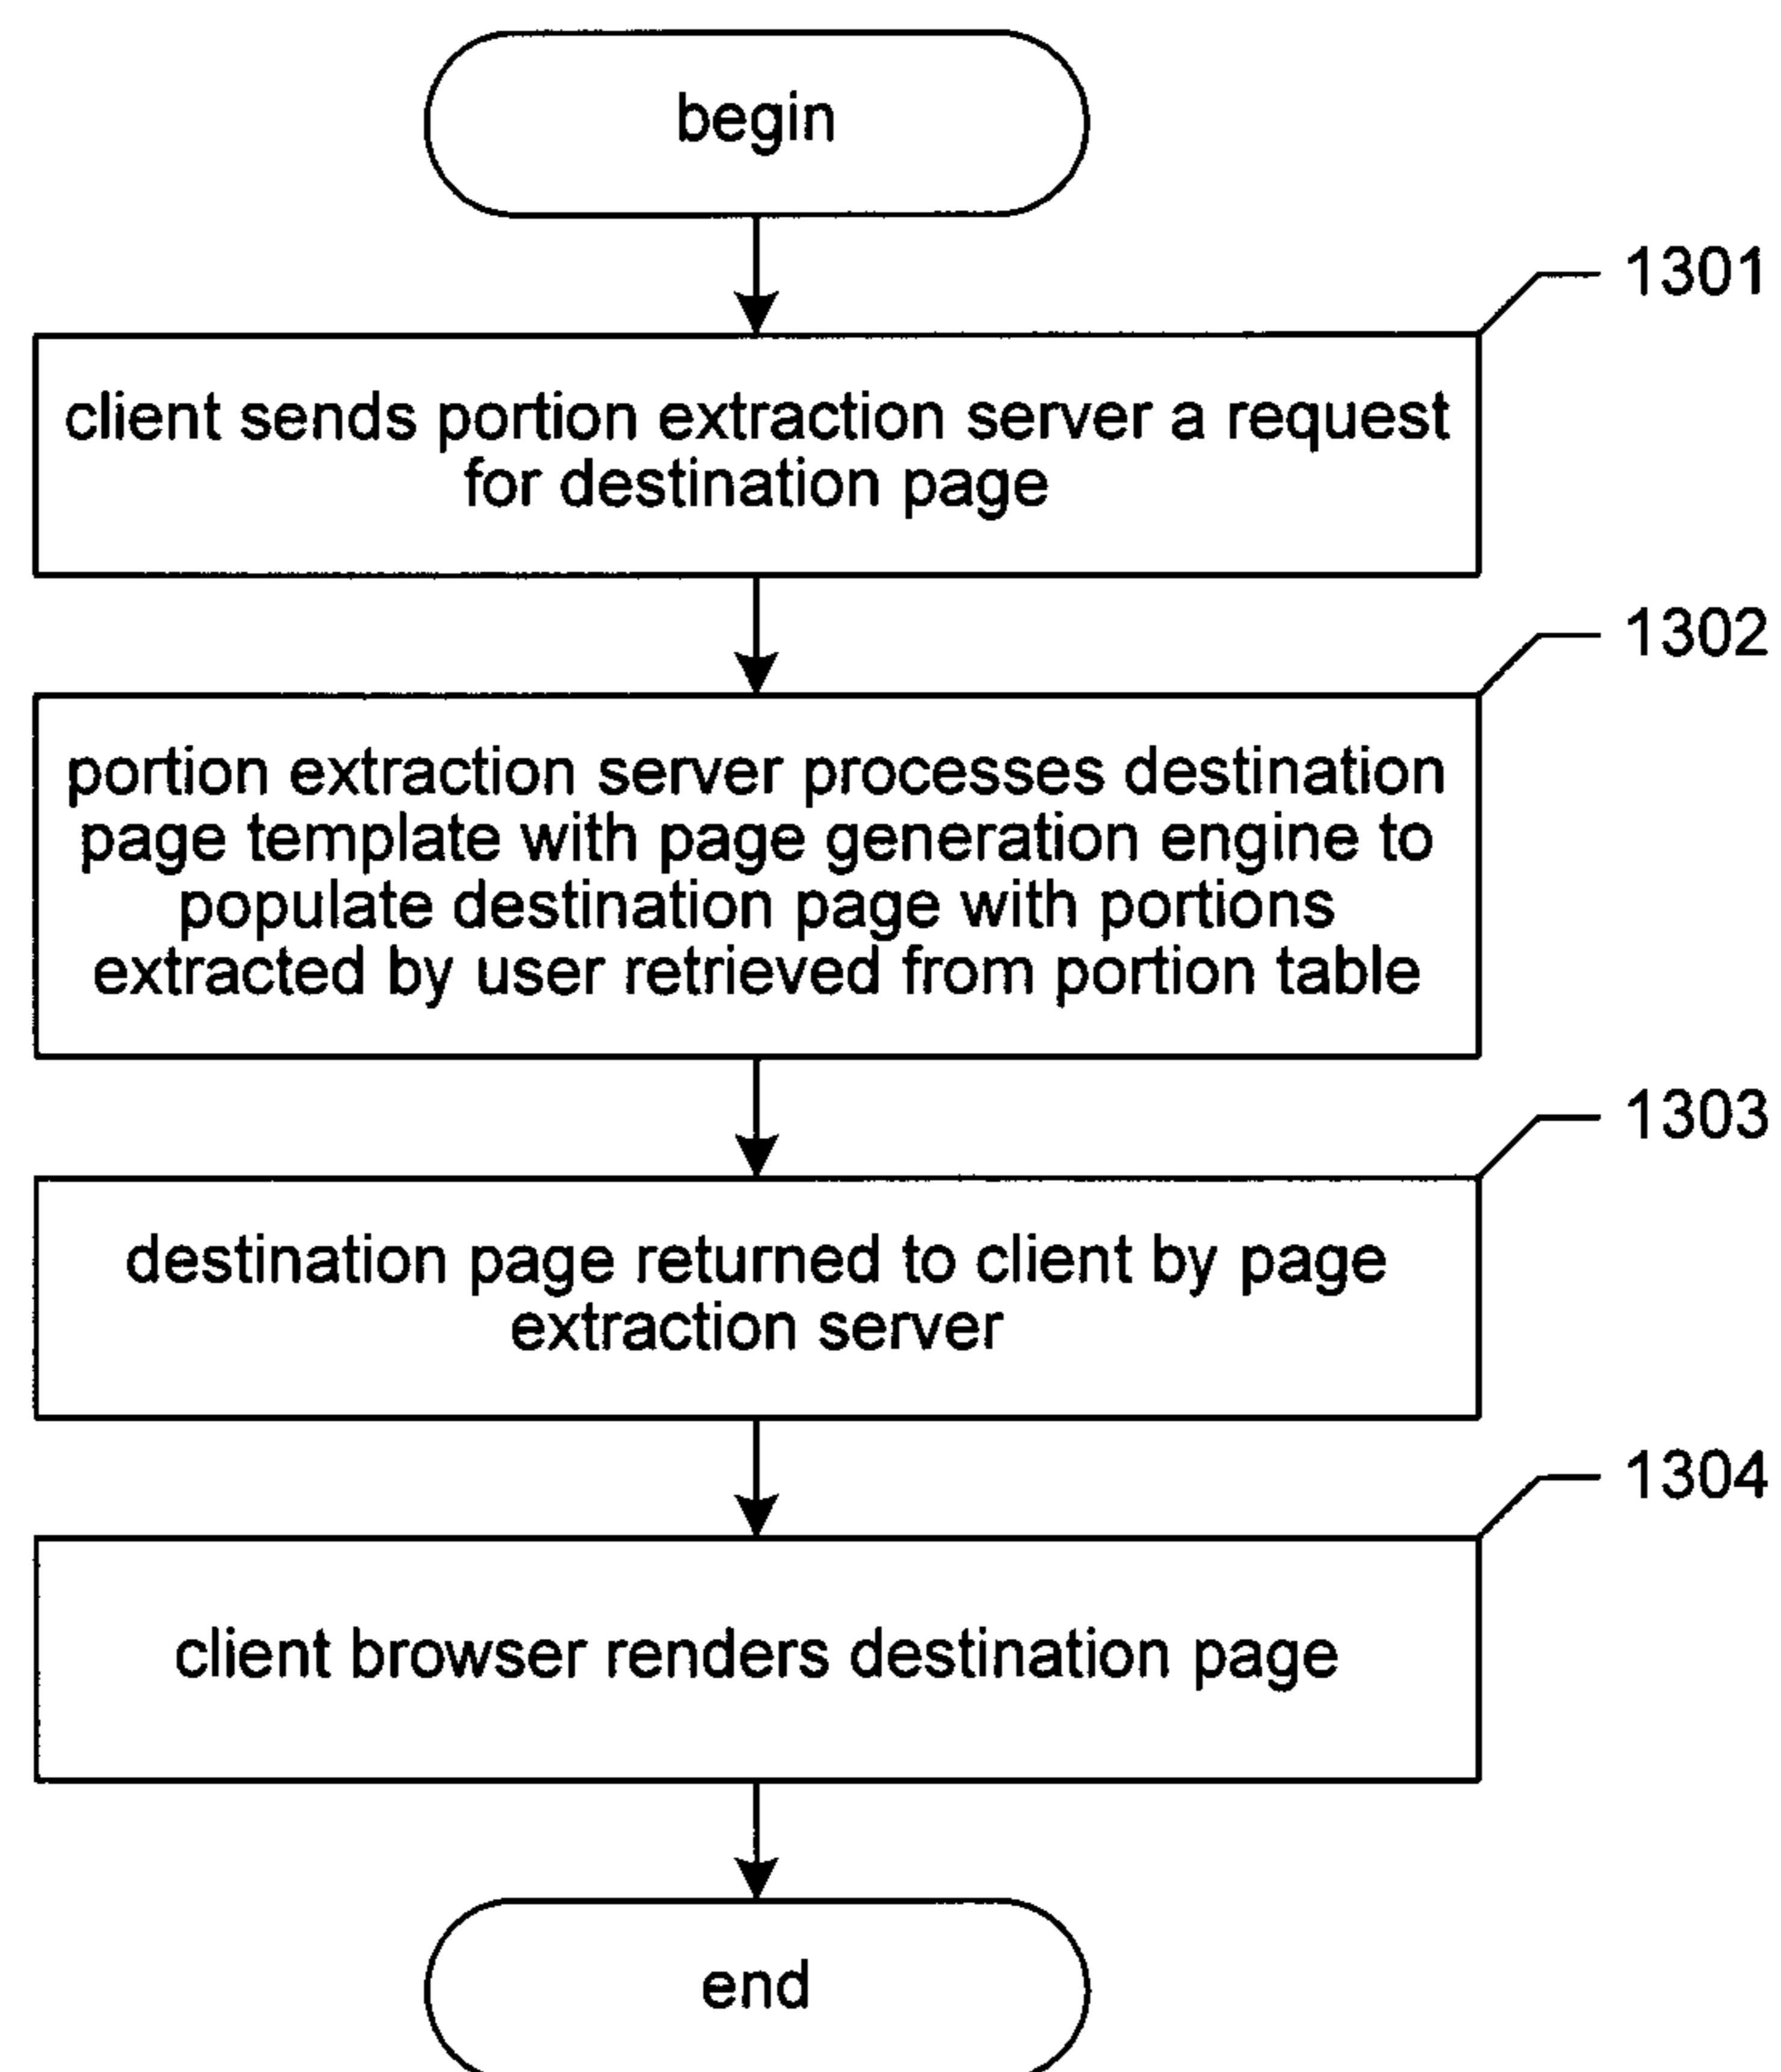 begin
1301
client sends portion extraction server a request
for destination page
1302
portion extraction server processes destination
page template with page generation engine to
populate destination page with portions
extracted by user retrieved from portion table
1303
destination page returned to client by page
extraction server
1304
client browser renders destination page
end